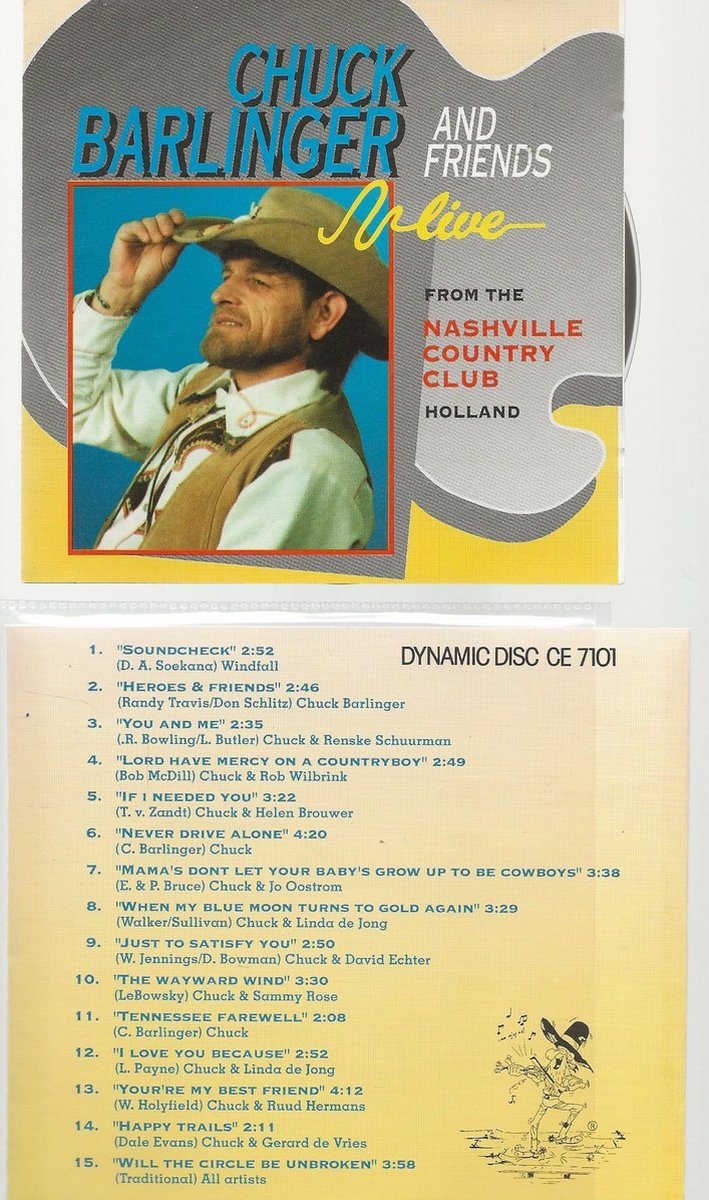 CHUCK
BARLINGER
AND
FRIENDS
live
FROM THE
NASHVILLE
COUNTRY
CLUB
HOLLAND
DYNAMIC DISC CE 7101
1. "SOUNDCHECK" 2:52
(D. A. Soekana) Windfall
2. "HEROES & FRIENDS" 2:46
(Randy Travis/Don Schlitz) Chuck Barlinger
3. "YOU AND ME" 2:35
(.R. Bowling/L. Butler) Chuck & Renske Schuurman
4. "LORD HAVE MERCY ON A COUNTRYBOY" 2:49
(Bob McDill) Chuck & Rob Wilbrink
5. "IF I NEEDED YOU" 3:22
(T. v. Zandt) Chuck & Helen Brouwer
6. "NEVER DRIVE ALONE" 4:20
(C. Barlinger) Chuck
7. "MAMA'S DONT LET YOUR BABY'S GROW UP TO BE COWBOYS" 3:38
(E. & P. Bruce) Chuck & Jo Oostrom
8. "WHEN MY BLUE MOON TURNS TO GOLD AGAIN" 3:29
(Walker/Sullivan) Chuck & Linda de Jong
9. "JUST TO SATISFY YOU" 2:50
(W. Jennings/D. Bowman) Chuck & David Echter
10. "THE WAYWARD WIND" 3:30
(LeBowsky) Chuck & Sammy Rose
11. "TENNESSEE FAREWELL" 2:08
(C. Barlinger) Chuck
12. "I LOVE YOU BECAUSE" 2:52
(L. Payne) Chuck & Linda de Jong
13. "YOUR'RE MY BEST FRIEND" 4:12
(W. Holyfield) Chuck & Ruud Hermans
14. "HAPPY TRAILS" 2:11
(Dale Evans) Chuck & Gerard de Vries
15. "WILL THE CIRCLE BE UNBROKEN" 3:58
(Traditional) All artists
®